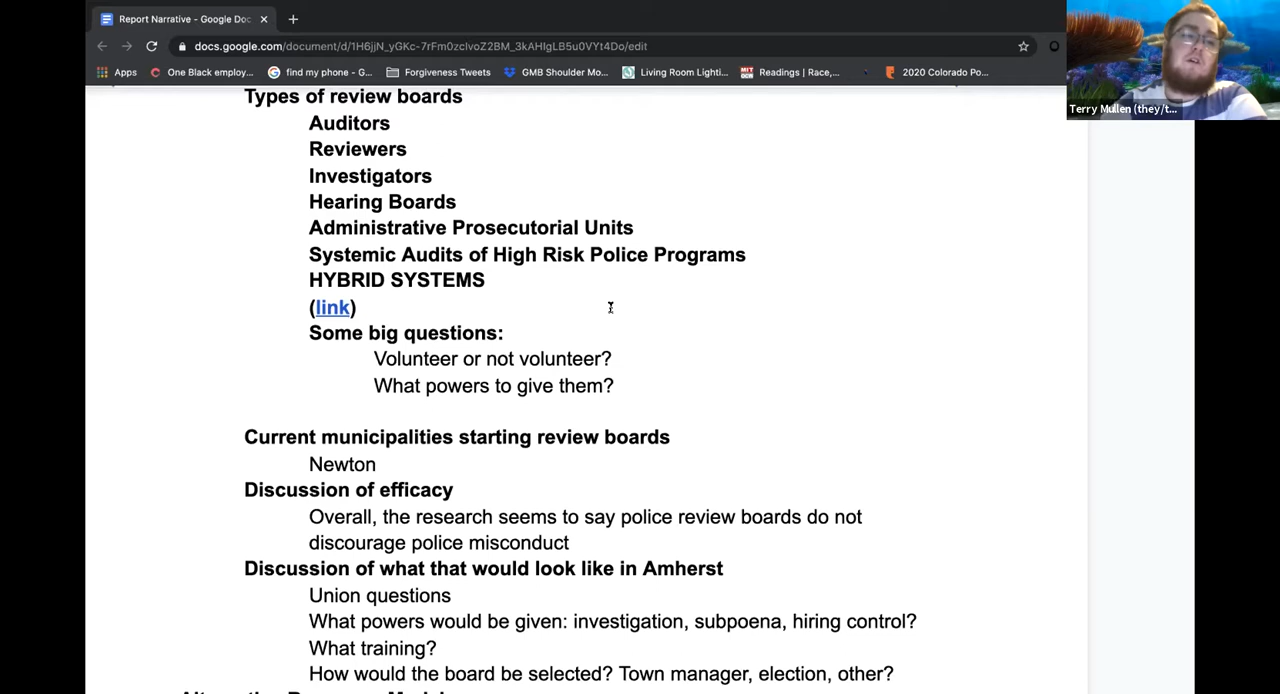 Report Narrative - Google Doc
docs.google.com/document/d/1H6jjN_yGKc-7rFm0zcIvoZ2BM_3kAHIgLB5u0VYt4Do/edit
Apps One Black employ... find my phone - G... Forgiveness Tweets GMB Shoulder Mo... Living Room Lighti... Readings | Race,... 2020 Colorado Po...
Terry Mullen (they/t...
Types of review boards
Auditors
Reviewers
Investigators
Hearing Boards
Administrative Prosecutorial Units
Systemic Audits of High Risk Police Programs
HYBRID SYSTEMS
(link)
Some big questions:
Volunteer or not volunteer?
What powers to give them?
Current municipalities starting review boards
Newton
Discussion of efficacy
Overall, the research seems to say police review boards do not
discourage police misconduct
Discussion of what that would look like in Amherst
Union questions
What powers would be given: investigation, subpoena, hiring control?
What training?
How would the board be selected? Town manager, election, other?